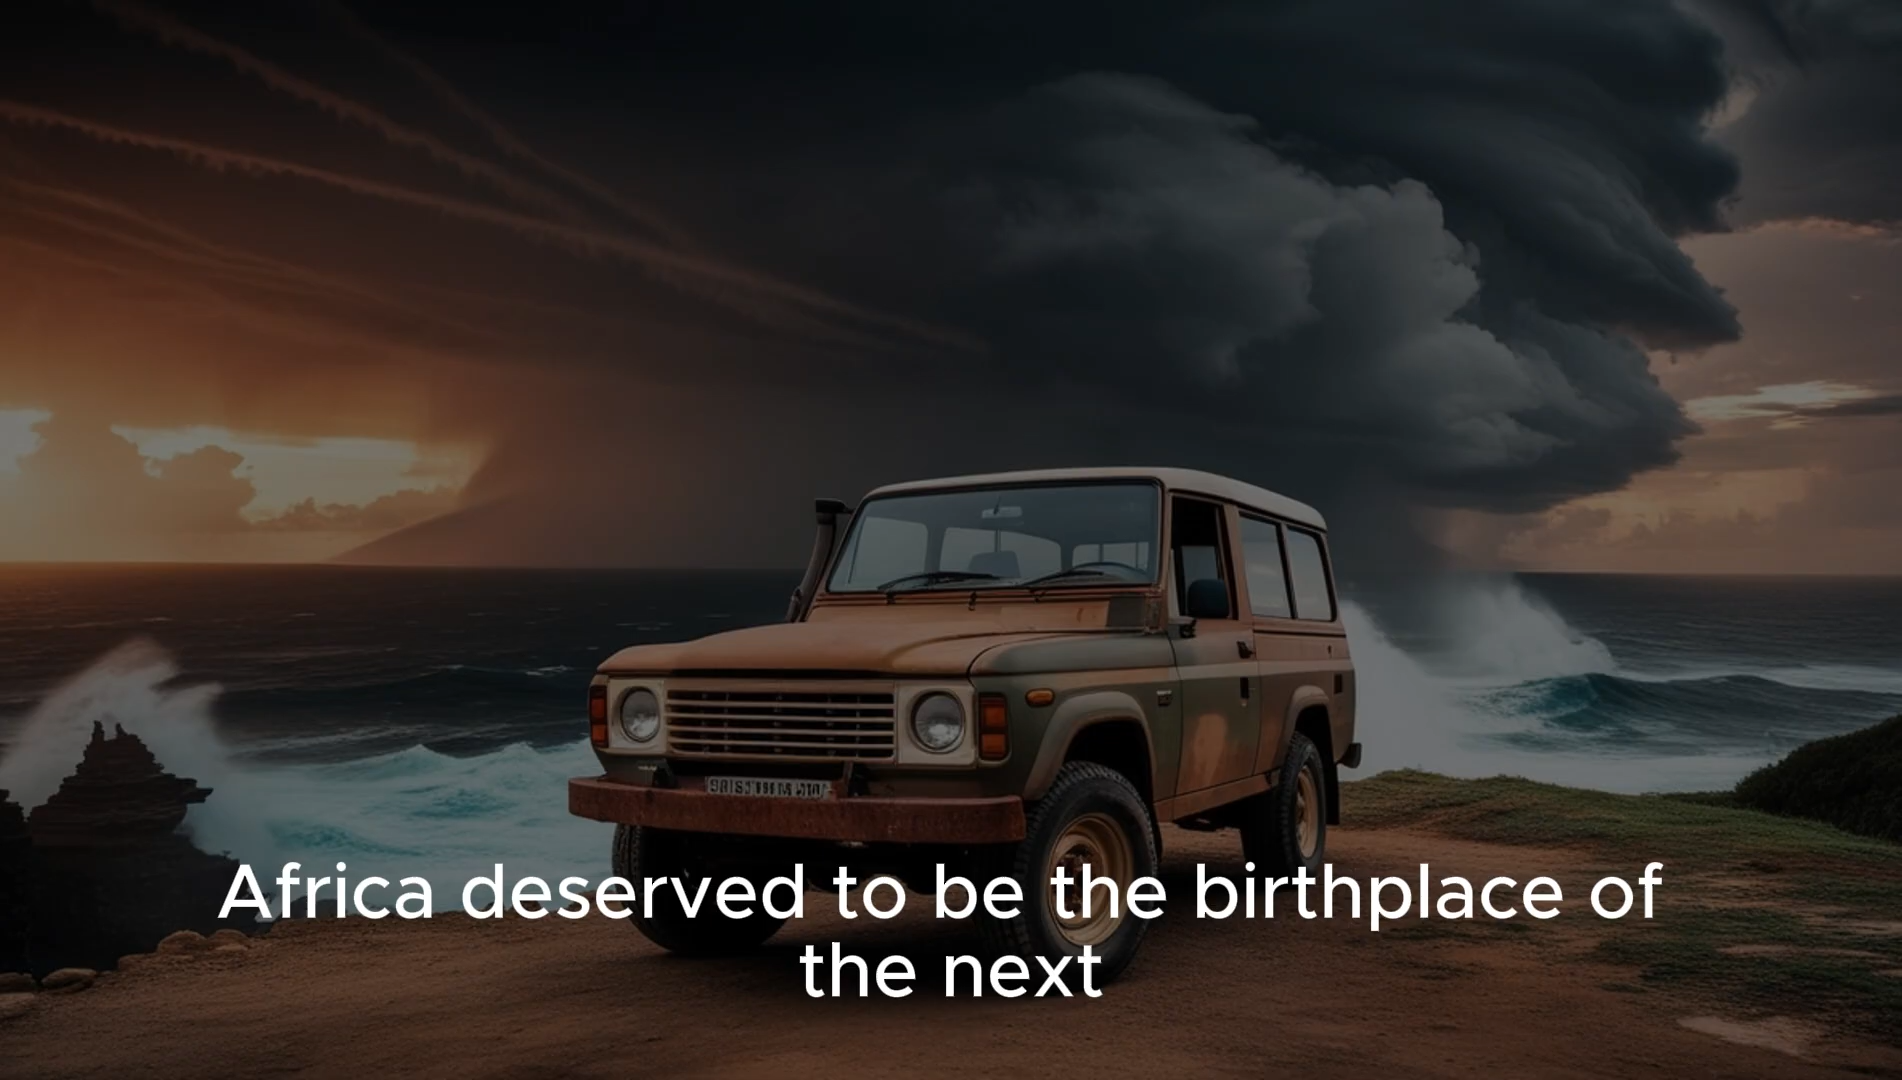 Africa deserved to be the birthplace of
the next